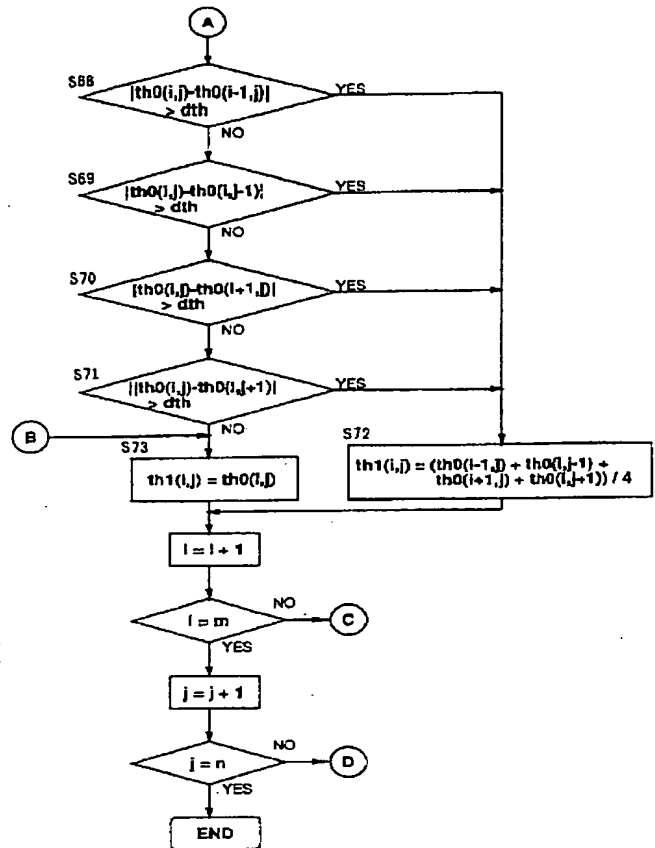 A
S68
|th0(i,j)-th0(i-1,j)|
> dth
YES
NO
S69
|th0(i,j)-th0(i,j-1)|
> dth
YES
NO
S70
|th0(i,j)-th0(i+1,j)|
> dth
YES
NO
S71
||th0(i,j)-th0(i,j+1)|
> dth
YES
NO
B
S73
th1(i,j) = th0(i,j)
S72
th1(i,j) = (th0(i-1,j) + th0(i,j-1) +
th0(i+1,j) + th0(i,j+1)) / 4
i = i + 1
i = m
NO
C
YES
j = j + 1
j = n
NO
D
YES
END